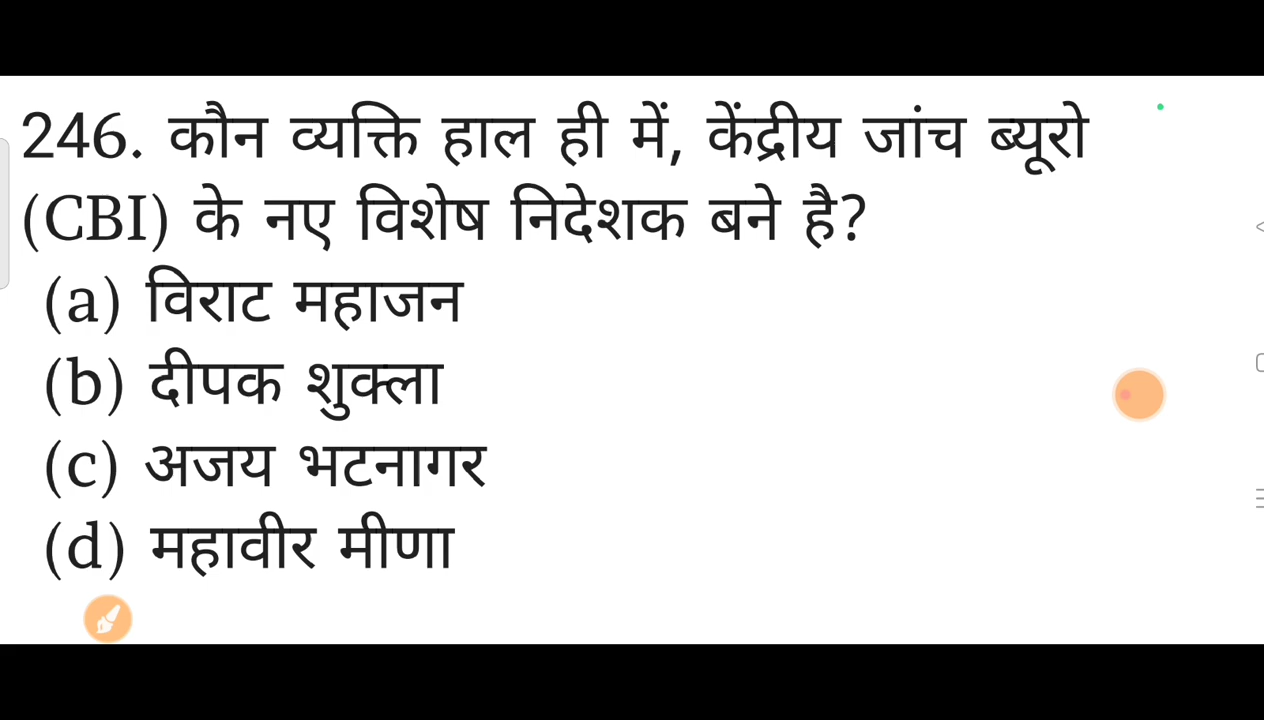 246. कौन व्यक्ति हाल ही में, केंद्रीय जांच ब्यूरो
(CBI) के नए विशेष निदेशक बने है?
(a) विराट महाजन
(b) दीपक शुक्ला
(c) अजय भटनागर
(d) महावीर मीणा